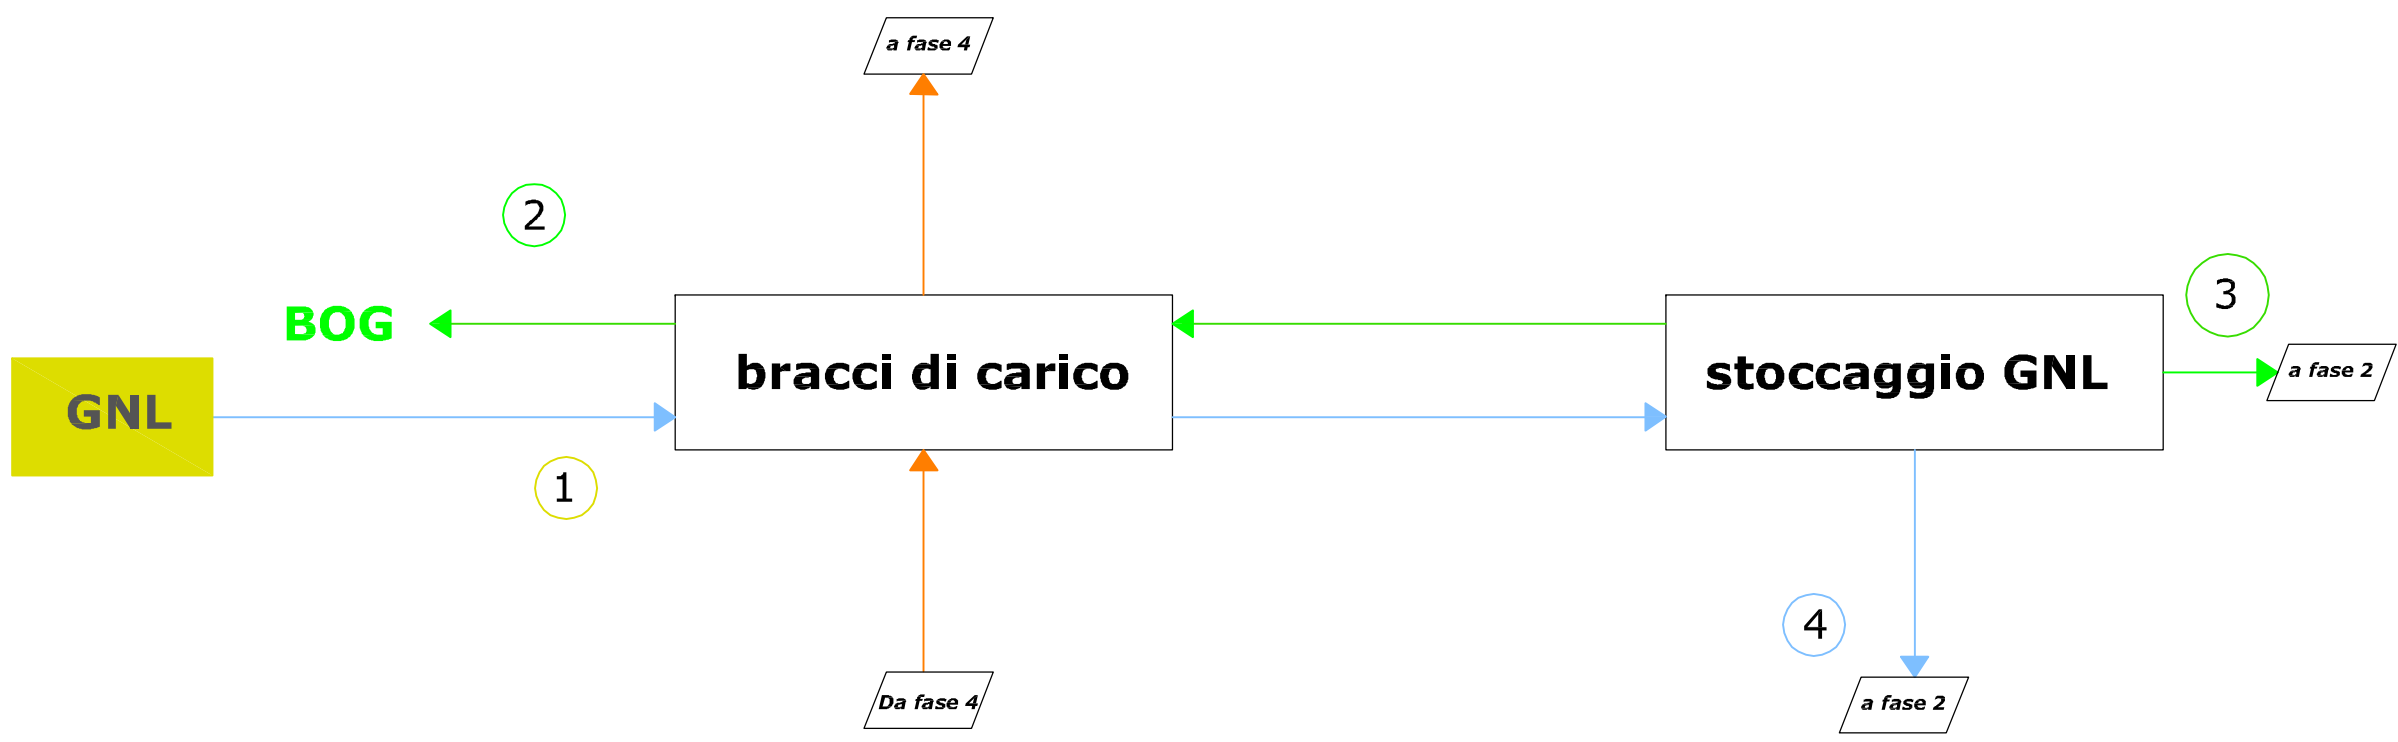 a fase 4
2
3
BOG
bracci di carico
stoccaggio GNL
a fase 2
GNL
1
4
Da fase 4
a fase 2